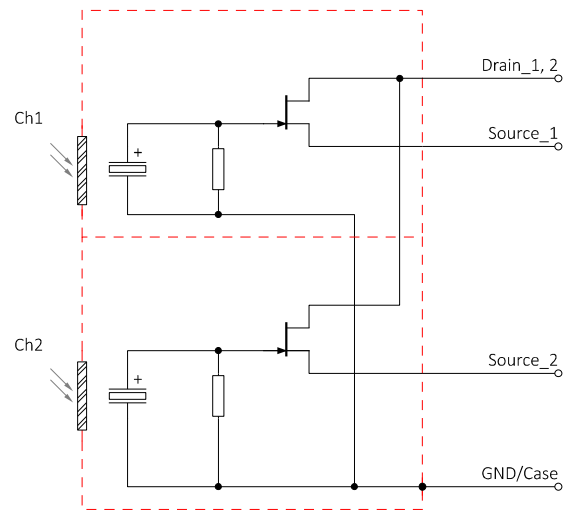 Drain_1, 2
Ch1
Source_1
+
Ch2
Source_2
+
GND/Case